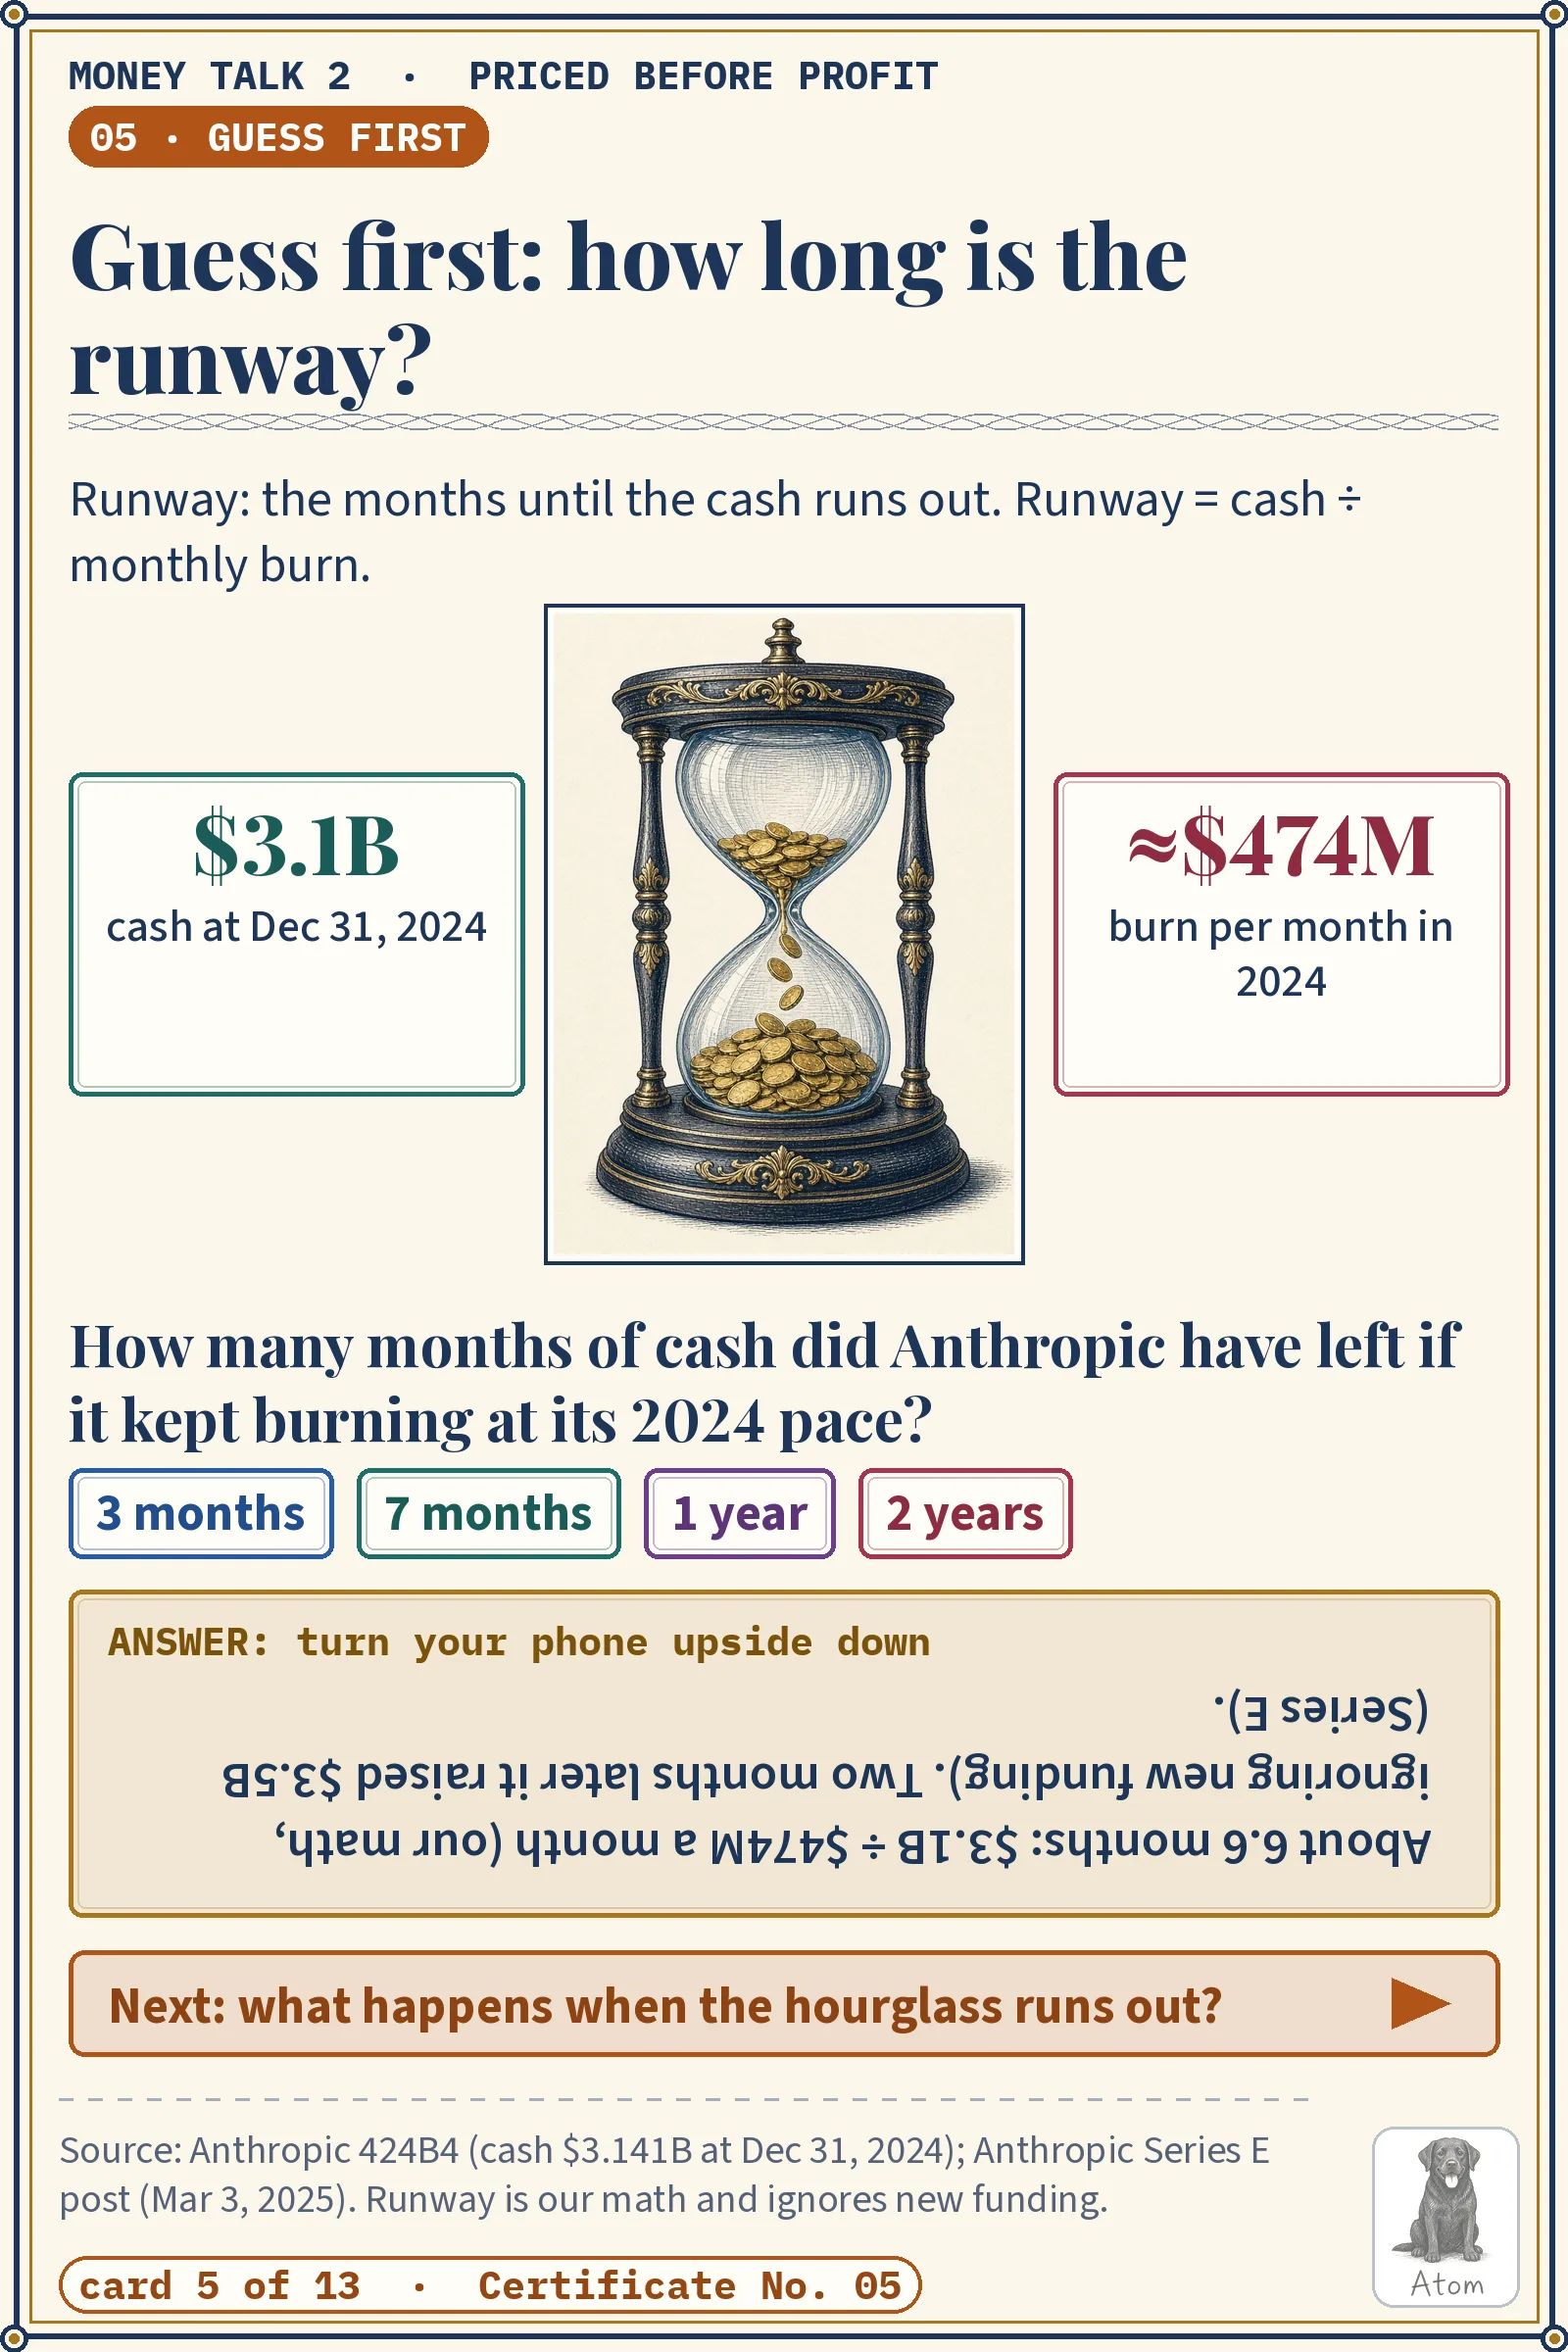 MONEY TALK 2 · PRICED BEFORE PROFIT
05 · GUESS FIRST
Guess first: how long is the
runway?
Runway: the months until the cash runs out. Runway = cash ÷
monthly burn.
$3.1B
cash at Dec 31, 2024
≈$474M
burn per month in
2024
How many months of cash did Anthropic have left if
it kept burning at its 2024 pace?
3 months
7 months
1 year
2 years
ANSWER: turn your phone upside down
About 6.6 months: $3.1B ÷ $474M a month (our math,
ignoring new funding). Two months later it raised $3.5B
(Series E).
Next: what happens when the hourglass runs out?
Source: Anthropic 424B4 (cash $3.141B at Dec 31, 2024); Anthropic Series E
post (Mar 3, 2025). Runway is our math and ignores new funding.
card 5 of 13 · Certificate No. 05
Atom